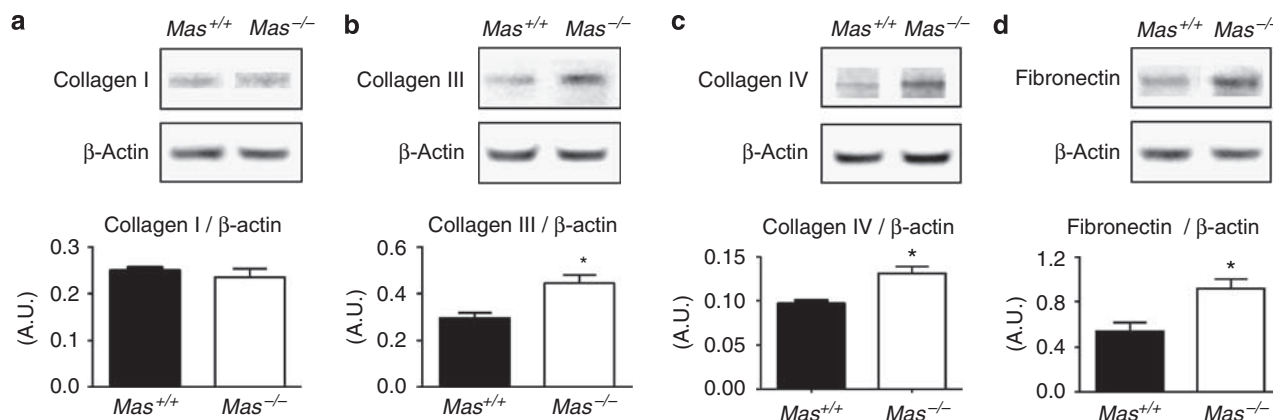 a
Mas+/+ Mas−/−
Collagen I
β-Actin
Collagen I / β-actin
0.3
0.2
0.1
0.0
(A.U.)
Mas+/+ Mas−/−
b
Mas+/+ Mas−/−
Collagen III
β-Actin
Collagen III / β-actin
0.6
0.4
0.2
0.0
(A.U.)
*
Mas+/+ Mas−/−
c
Mas+/+ Mas−/−
Collagen IV
β-Actin
Collagen IV / β-actin
0.15
0.10
0.05
0.00
(A.U.)
*
Mas+/+ Mas−/−
d
Mas+/+ Mas−/−
Fibronectin
β-Actin
Fibronectin / β-actin
1.2
0.8
0.4
0.0
(A.U.)
*
Mas+/+ Mas−/−